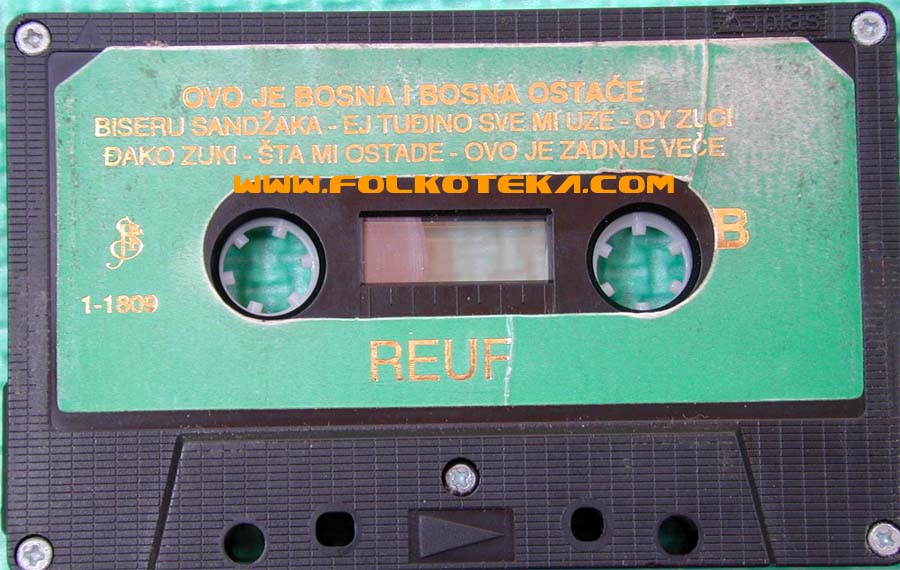 OVO JE BOSNA I BOSNA OSTAĆE
BISERU SANDŽAKA - EJ TUĐINO SVE MI UZE - OY ZUCI
ĐAKO ZUKI - ŠTA MI OSTADE - OVO JE ZADNJE VEČE
WWW.FOLKOTEKA.COM
B
1-1809
REUF